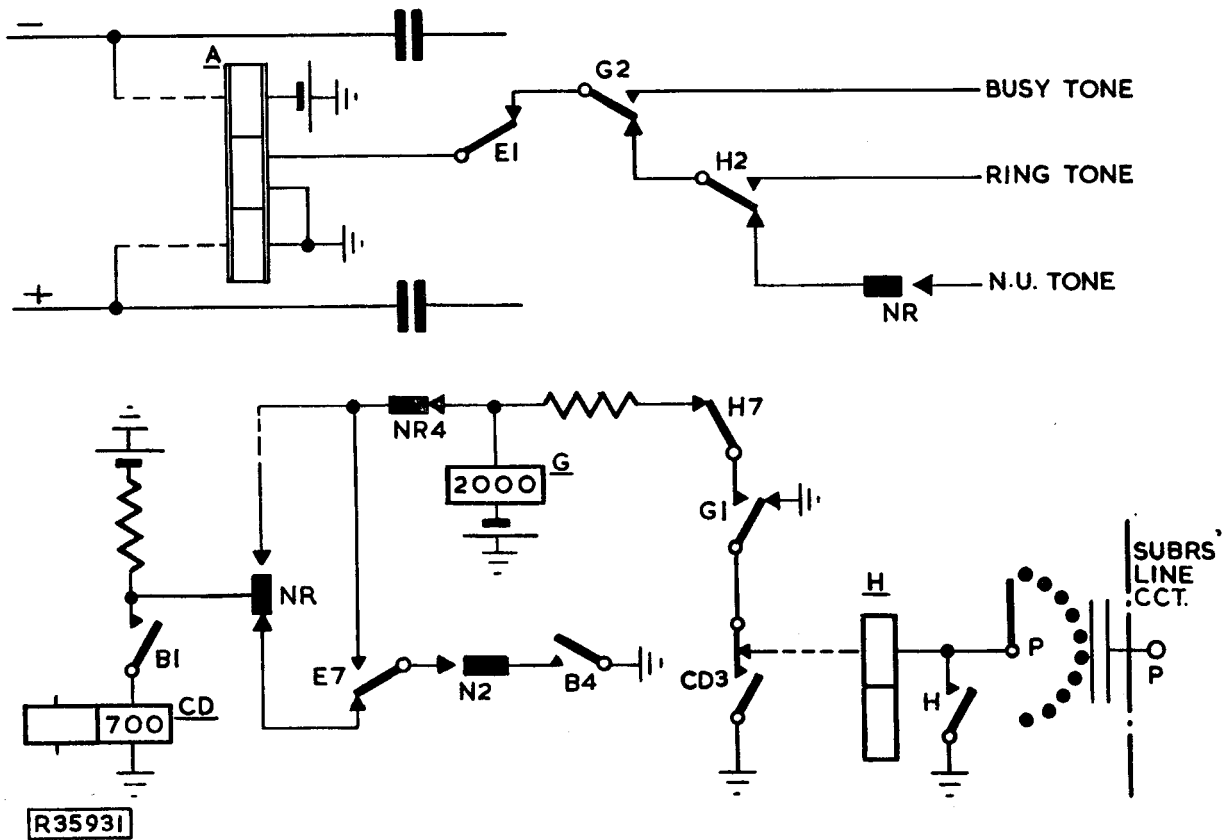 −
A
G2
BUSY TONE
E1
H2
RING TONE
+
N.U. TONE
NR
NR4
H7
G
2000
G1
SUBRS'
LINE
CCT.
NR
H
P
P
B1
E7
N2
B4
CD3
H
CD
700
R35931